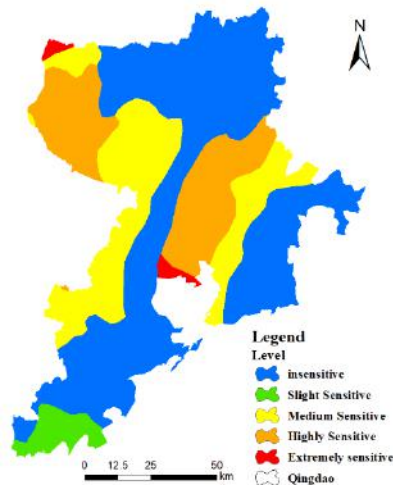 N
Legend
Level
insensitive
Slight Sensitive
Medium Sensitive
Highly Sensitive
Extremely sensitive
Qingdao
0 12.5 25 50
km